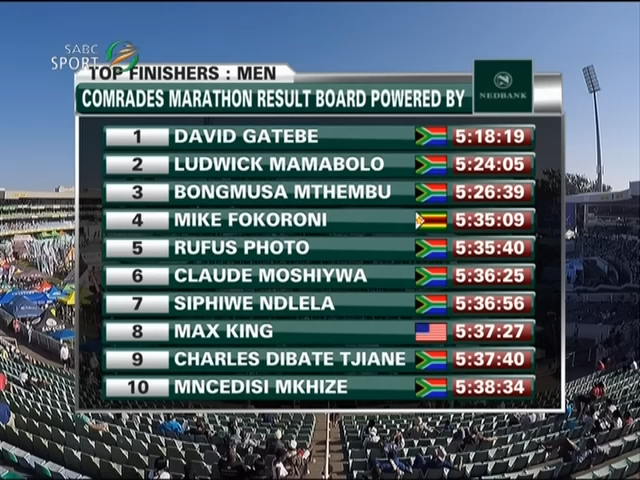 SABC
SPORT
TOP FINISHERS : MEN
COMRADES MARATHON RESULT BOARD POWERED BY
NEDBANK
1 DAVID GATEBE 5:18:19
2 LUDWICK MAMABOLO 5:24:05
3 BONGMUSA MTHEMBU 5:26:39
4 MIKE FOKORONI 5:35:09
5 RUFUS PHOTO 5:35:40
6 CLAUDE MOSHIYWA 5:36:25
7 SIPHIWE NDLELA 5:36:56
8 MAX KING 5:37:27
9 CHARLES DIBATE TJIANE 5:37:40
10 MNCEDISI MKHIZE 5:38:34